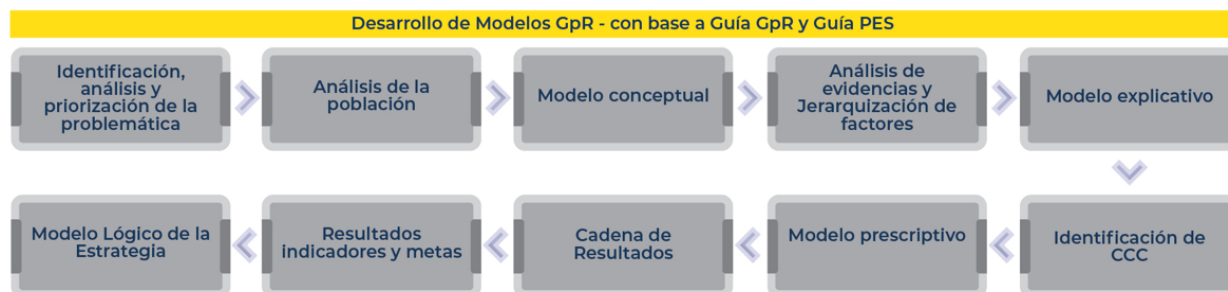 Desarrollo de Modelos GpR - con base a Guía GpR y Guía PES
Identificación,
análisis y
priorización de la
problemática
Análisis de la
población
Modelo conceptual
Análisis de
evidencias y
Jerarquización de
factores
Modelo explicativo
Identificación de
CCC
Modelo prescriptivo
Cadena de
Resultados
Resultados
indicadores y metas
Modelo Lógico de la
Estrategia